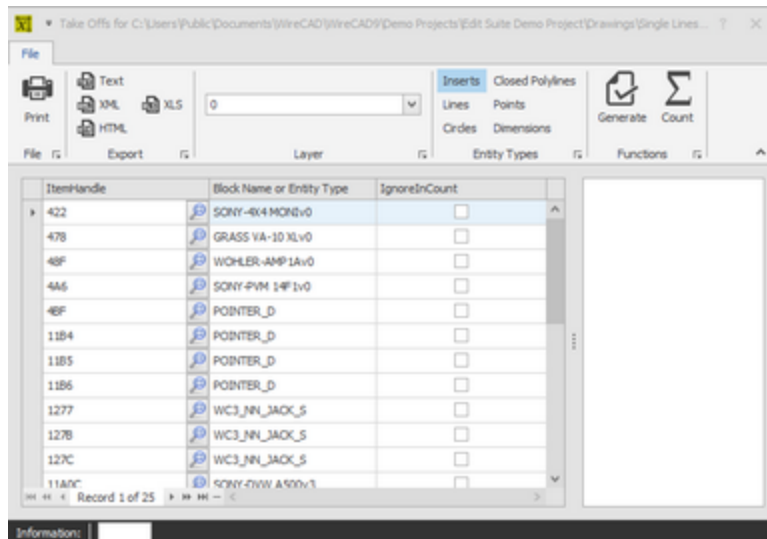 Take Offs for C:\Users\Public\Documents\WireCAD\WireCAD9\Demo Projects\Edit Suite Demo Project\Drawings\Single Lines... ?
File
Print
Text
XML
XLS
HTML
0
Inserts
Closed Polylines
Lines
Points
Circles
Dimensions
Generate
Count
File
Export
Layer
Entity Types
Functions
ItemHandle Block Name or Entity Type IgnoreInCount
422 SONY-4X4 MONIv0
478 GRASS VA-10 XLv0
48F WOHLER-AMP1Av0
4A6 SONY-PVM 14F1v0
4BF POINTER_D
11B4 POINTER_D
11B5 POINTER_D
11B6 POINTER_D
1277 WC3_NN_JACK_S
127B WC3_NN_JACK_S
127C WC3_NN_JACK_S
11A0C SONY-DVW A500v3
Record 1 of 25
Information: